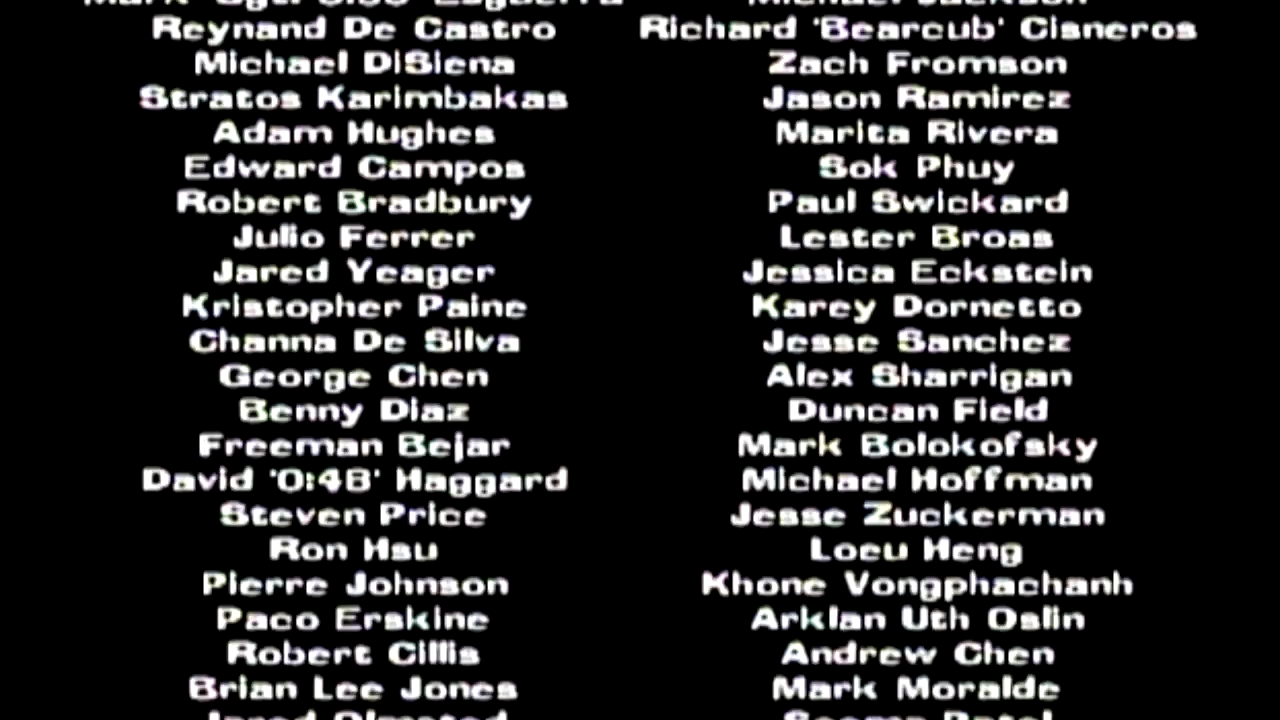 Reynand De Castro
Michael DiSiena
Stratos Karimbakas
Adam Hughes
Edward Campos
Robert Bradbury
Julio Ferrer
Jared Yeager
Kristopher Paine
Channa De Silva
George Chen
Benny Diaz
Freeman Bejar
David '0:48' Haggard
Steven Price
Ron Hsu
Pierre Johnson
Paco Erskine
Robert Cillis
Brian Lee Jones
Jared Olmsted
Michael Jackson
Richard 'Bearcub' Cisneros
Zach Fromson
Jason Ramirez
Marita Rivera
Sok Phuy
Paul Swickard
Lester Broas
Jessica Eckstein
Karey Dornetto
Jesse Sanchez
Alex Sharrigan
Duncan Field
Mark Bolokofsky
Michael Hoffman
Jesse Zuckerman
Loeu Heng
Khone Vongphachanh
Arklan Uth Oslin
Andrew Chen
Mark Moralde